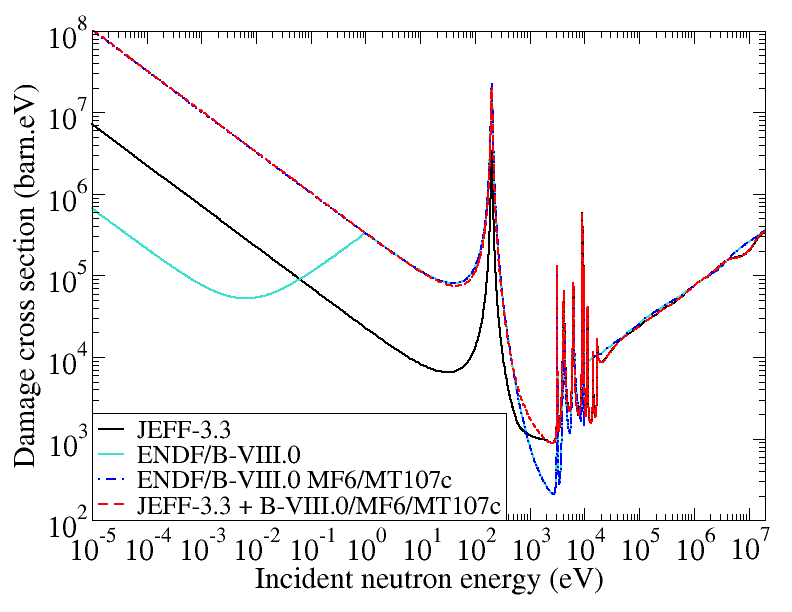 10^8
10^7
10^6
10^5
10^4
10^3
10^2
Damage cross section (barn.eV)
JEFF-3.3
ENDF/B-VIII.0
ENDF/B-VIII.0 MF6/MT107c
JEFF-3.3 + B-VIII.0/MF6/MT107c
10^-5 10^-4 10^-3 10^-2 10^-1 10^0 10^1 10^2 10^3 10^4 10^5 10^6 10^7
Incident neutron energy (eV)